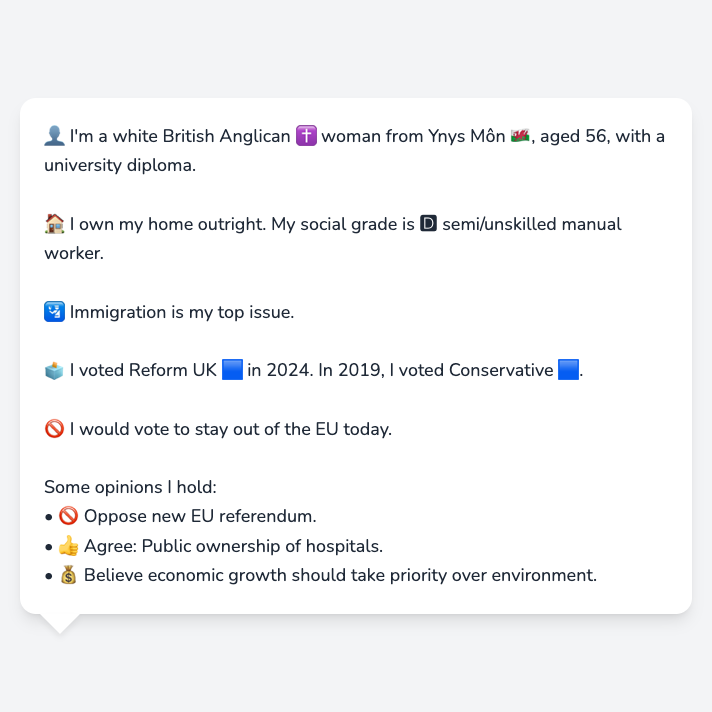 👤 I'm a white British Anglican ✝️ woman from Ynys Môn 🏴󠁧󠁢󠁷󠁬󠁳󠁿, aged 56, with a
university diploma.
🏠 I own my home outright. My social grade is 🅳 semi/unskilled manual
worker.
🛂 Immigration is my top issue.
🗳️ I voted Reform UK 🟦 in 2024. In 2019, I voted Conservative 🟦.
🚫 I would vote to stay out of the EU today.
Some opinions I hold:
• 🚫 Oppose new EU referendum.
• 👍 Agree: Public ownership of hospitals.
• 💰 Believe economic growth should take priority over environment.